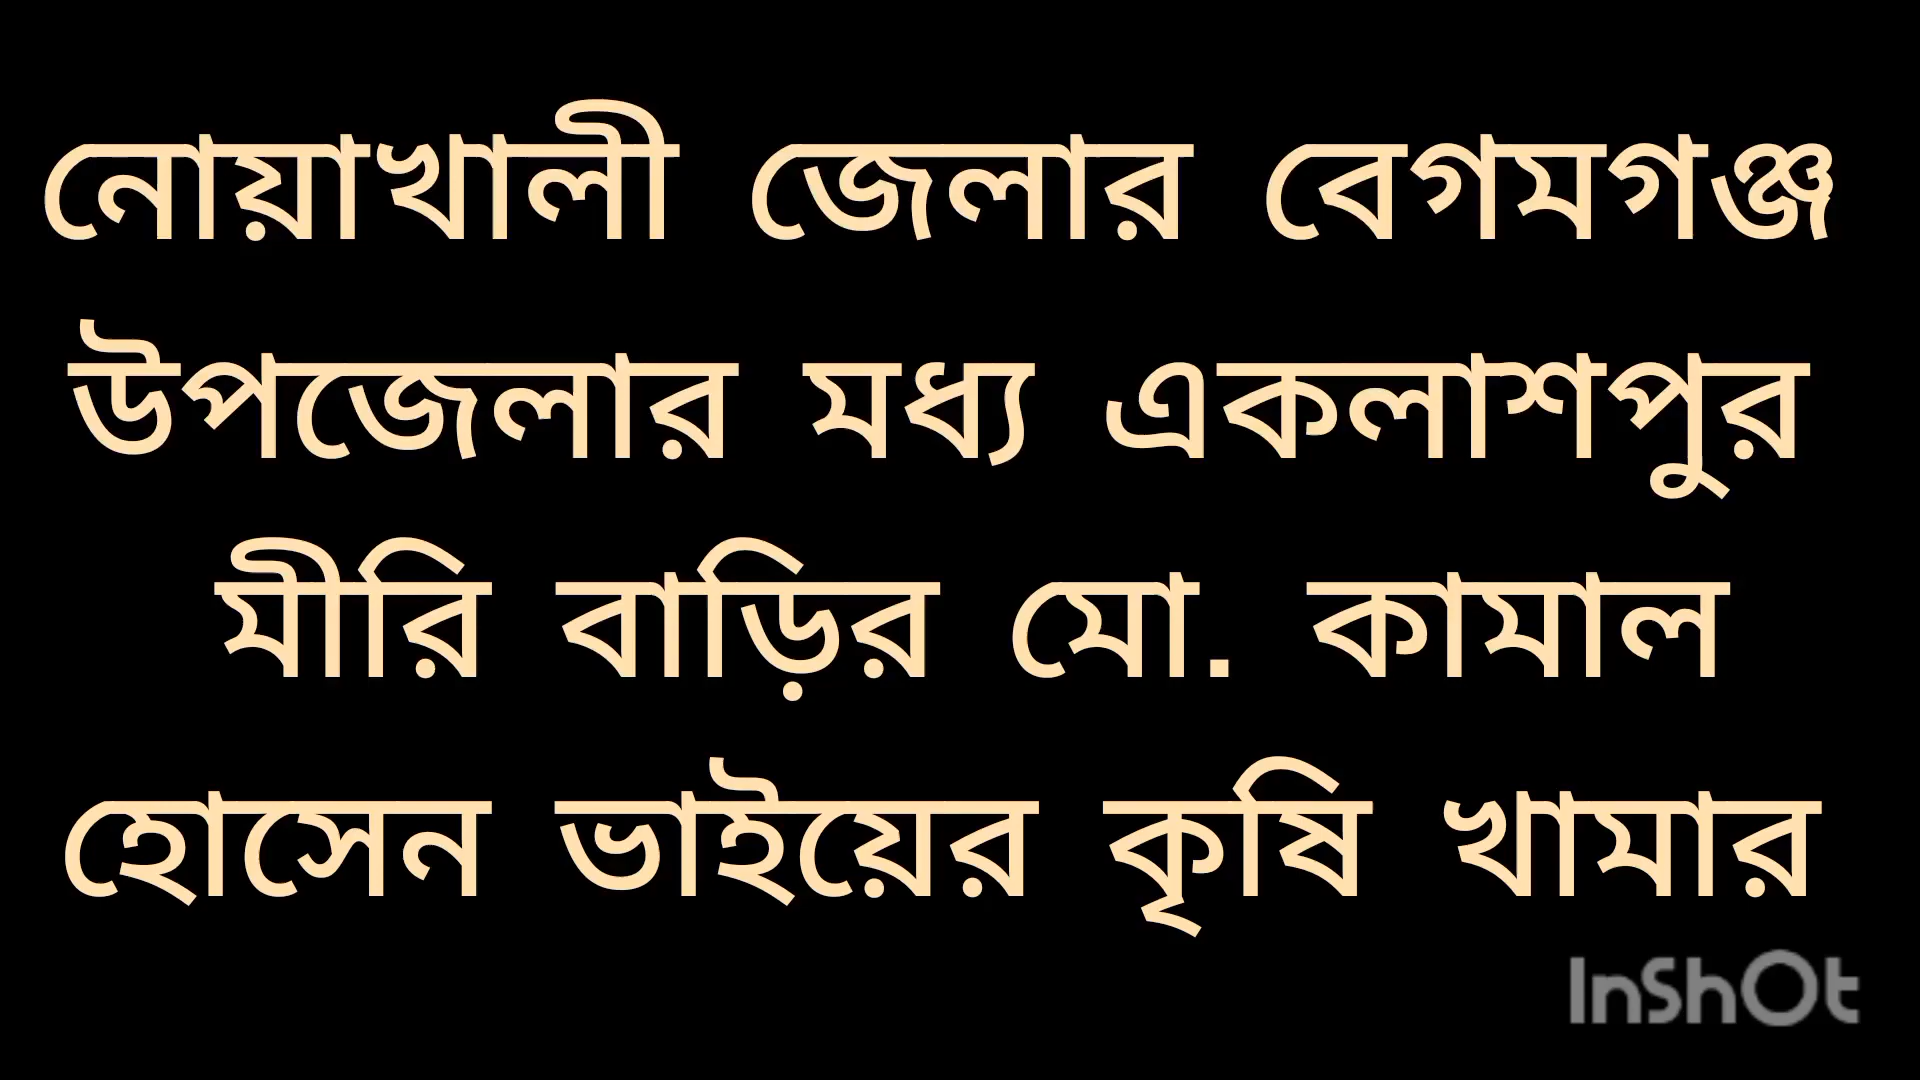 নোয়াখালী জেলার বেগমগঞ্জ
উপজেলার মধ্য একলাশপুর
মীরি বাড়ির মো. কামাল
হোসেন ভাইয়ের কৃষি খামার
InShOt